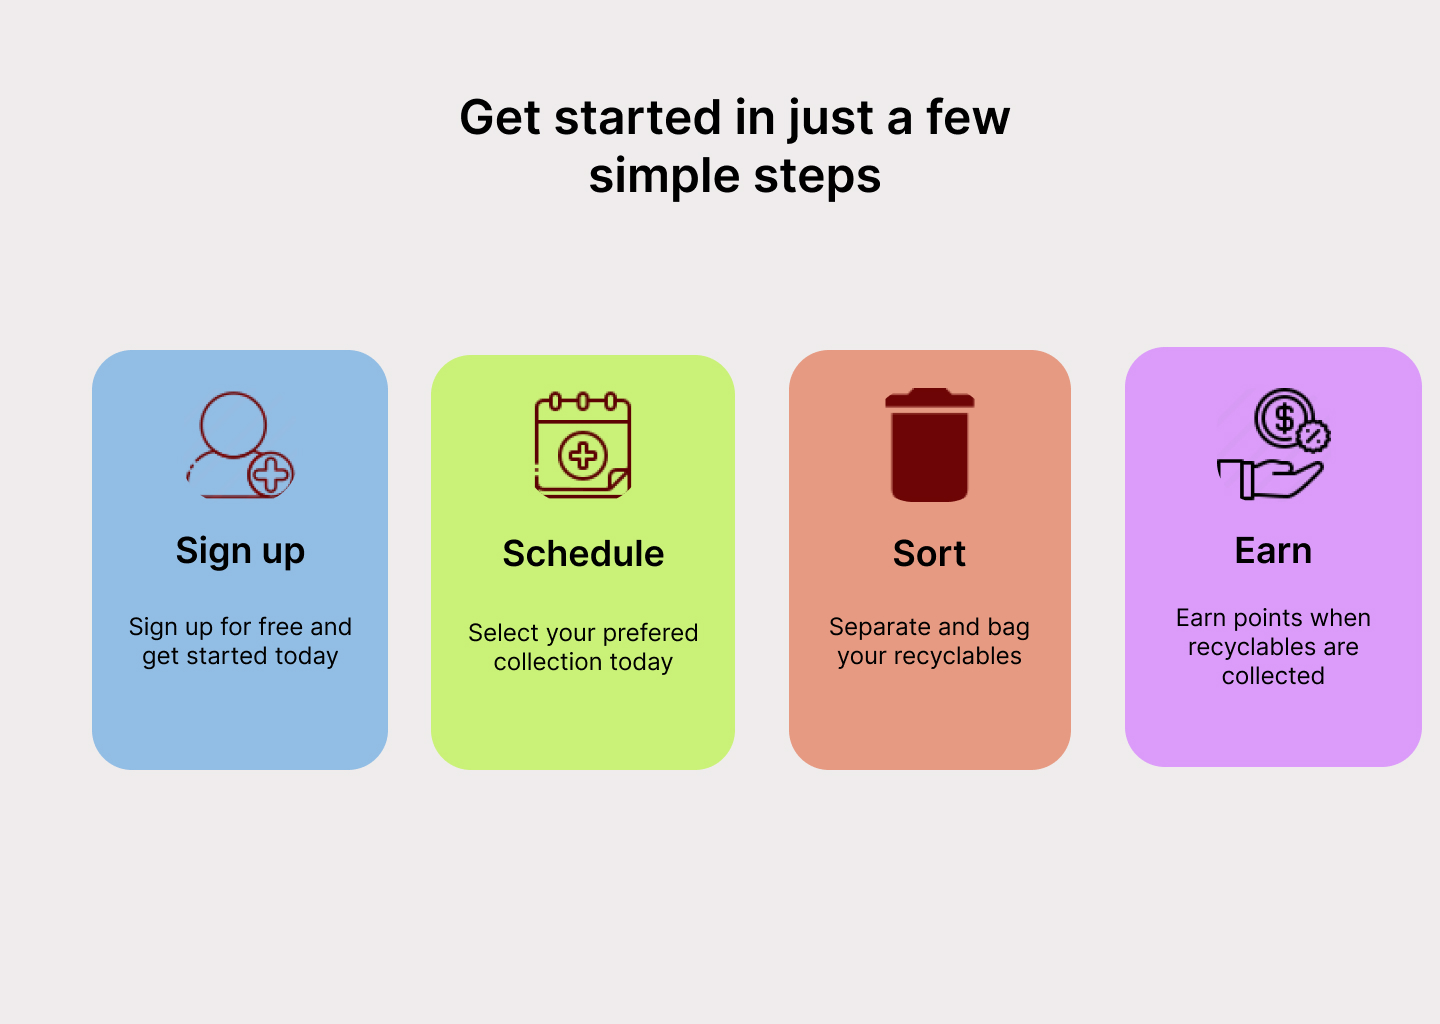 Get started in just a few
simple steps
Sign up
Sign up for free and
get started today
Schedule
Select your prefered
collection today
Sort
Separate and bag
your recyclables
$
%
Earn
Earn points when
recyclables are
collected